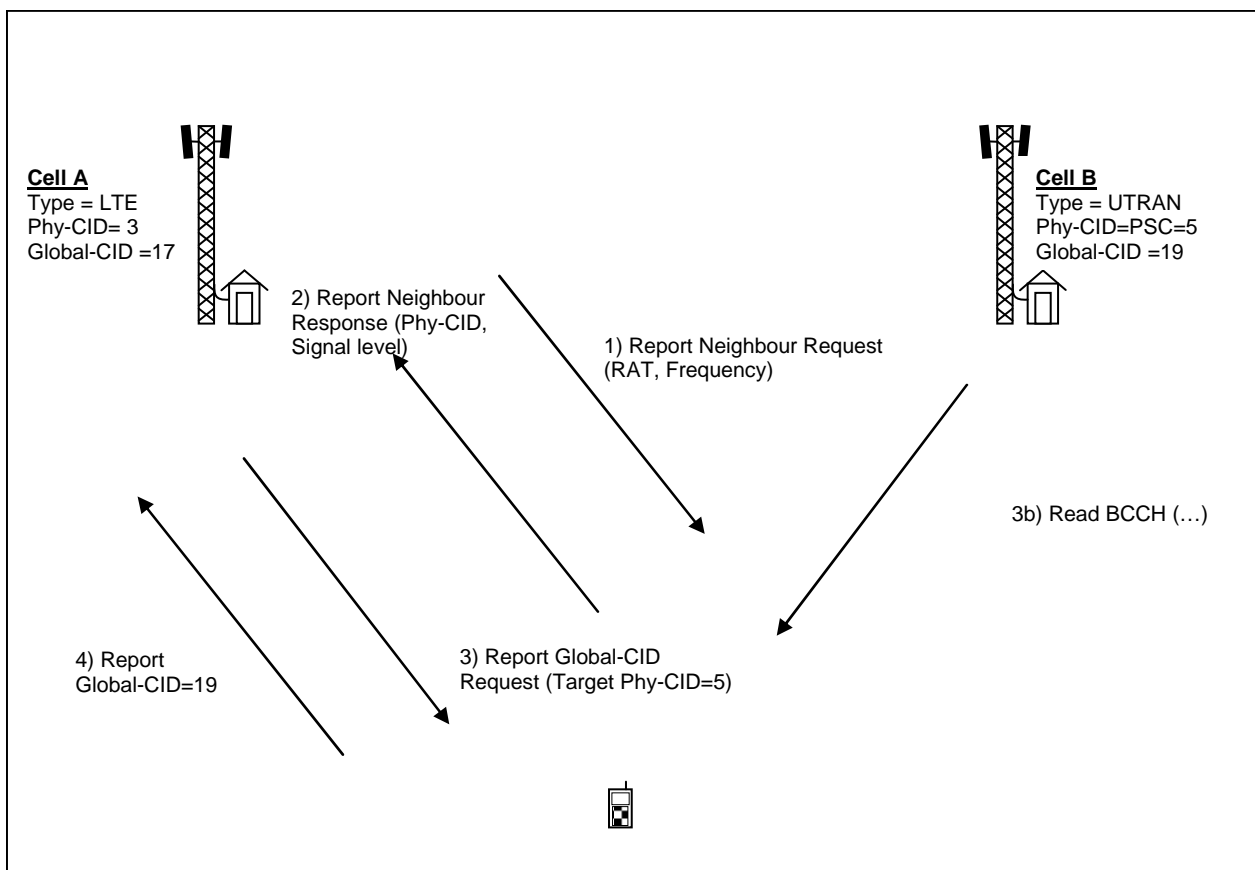 Cell A
Type = LTE
Phy-CID= 3
Global-CID =17
Cell B
Type = UTRAN
Phy-CID=PSC=5
Global-CID =19
2) Report Neighbour
Response (Phy-CID,
Signal level)
1) Report Neighbour Request
(RAT, Frequency)
3b) Read BCCH (…)
4) Report
Global-CID=19
3) Report Global-CID
Request (Target Phy-CID=5)